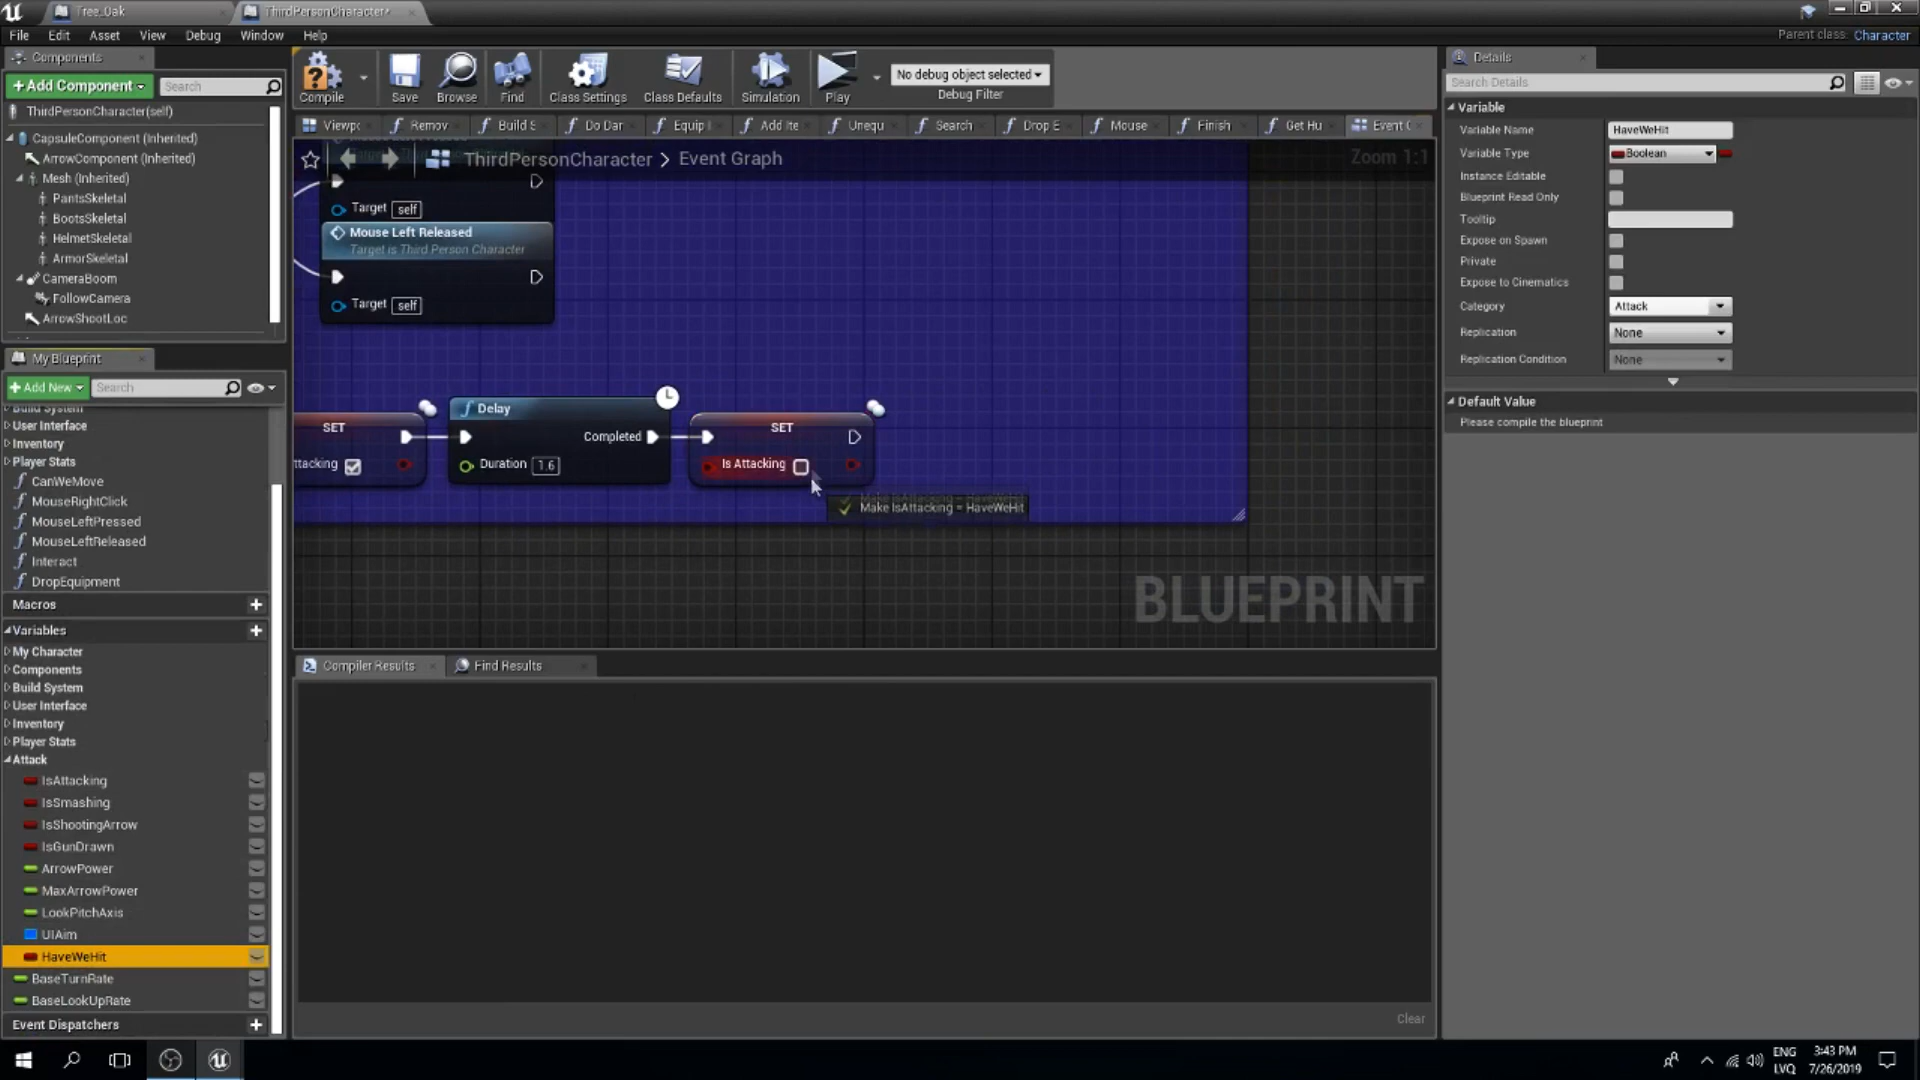 Tree_Oak
ThirdPersonCharacter*
File Edit Asset View Debug Window Help
Parent class: Character
Components
+Add Component
Search
ThirdPersonCharacter(self)
CapsuleComponent (Inherited)
ArrowComponent (Inherited)
Mesh (Inherited)
PantsSkeletal
BootsSkeletal
HelmetSkeletal
ArmorSkeletal
CameraBoom
FollowCamera
ArrowShootLoc
My Blueprint
+Add New
Search
Build System
User Interface
Inventory
Player Stats
CanWeMove
MouseRightClick
MouseLeftPressed
MouseLeftReleased
Interact
DropEquipment
Macros
Variables
My Character
Components
Build System
User Interface
Inventory
Player Stats
Attack
IsAttacking
IsSmashing
IsShootingArrow
IsGunDrawn
ArrowPower
MaxArrowPower
LookPitchAxis
UIAim
HaveWeHit
BaseTurnRate
BaseLookUpRate
Event Dispatchers
Compile Save Browse Find Class Settings Class Defaults Simulation Play
No debug object selected
Debug Filter
Viewpc Remov Build S Do Dar Equip I Add Ite Unequ Search Drop E Mouse Finish Get Hu Event G
ThirdPersonCharacter > Event Graph
Zoom 1:1
Target self
Mouse Left Released
Target is Third Person Character
Target self
SET
ttacking
Delay
Completed
Duration 1.6
SET
Is Attacking
Make IsAttacking = HaveWeHit
BLUEPRINT
Compiler Results
Find Results
Clear
Details
Search Details
Variable
Variable Name HaveWeHit
Variable Type Boolean
Instance Editable
Blueprint Read Only
Tooltip
Expose on Spawn
Private
Expose to Cinematics
Category Attack
Replication None
Replication Condition None
Default Value
Please compile the blueprint
ENG
LVQ
3:43 PM
7/26/2019